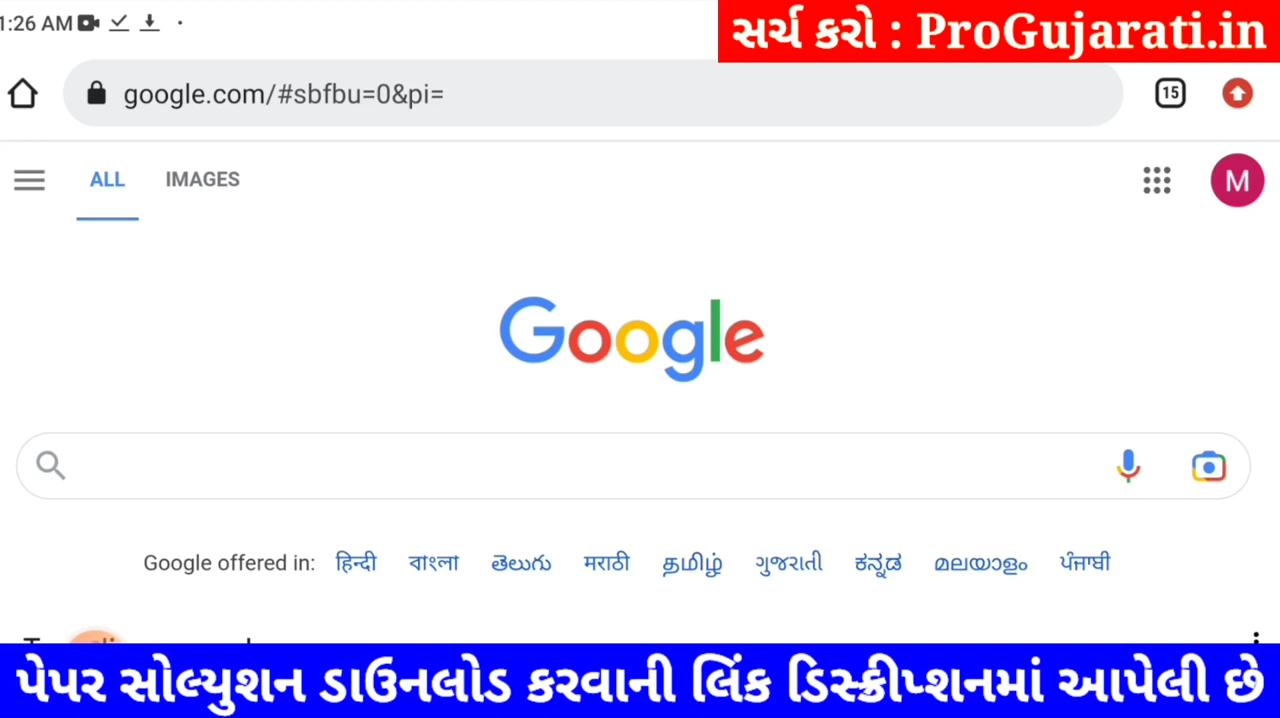 1:26 AM
સર્ચ કરો : ProGujarati.in
google.com/#sbfbu=0&pi=
15
ALL IMAGES
M
Google
Google offered in: हिन्दी বাংলা తెలుగు मराठी தமிழ் ગુજરાતી ಕನ್ನಡ മലയാളം ਪੰਜਾਬੀ
પેપર સોલ્યુશન ડાઉનલોડ કરવાની લિંક ડિસ્ક્રીપ્શનમાં આપેલી છે